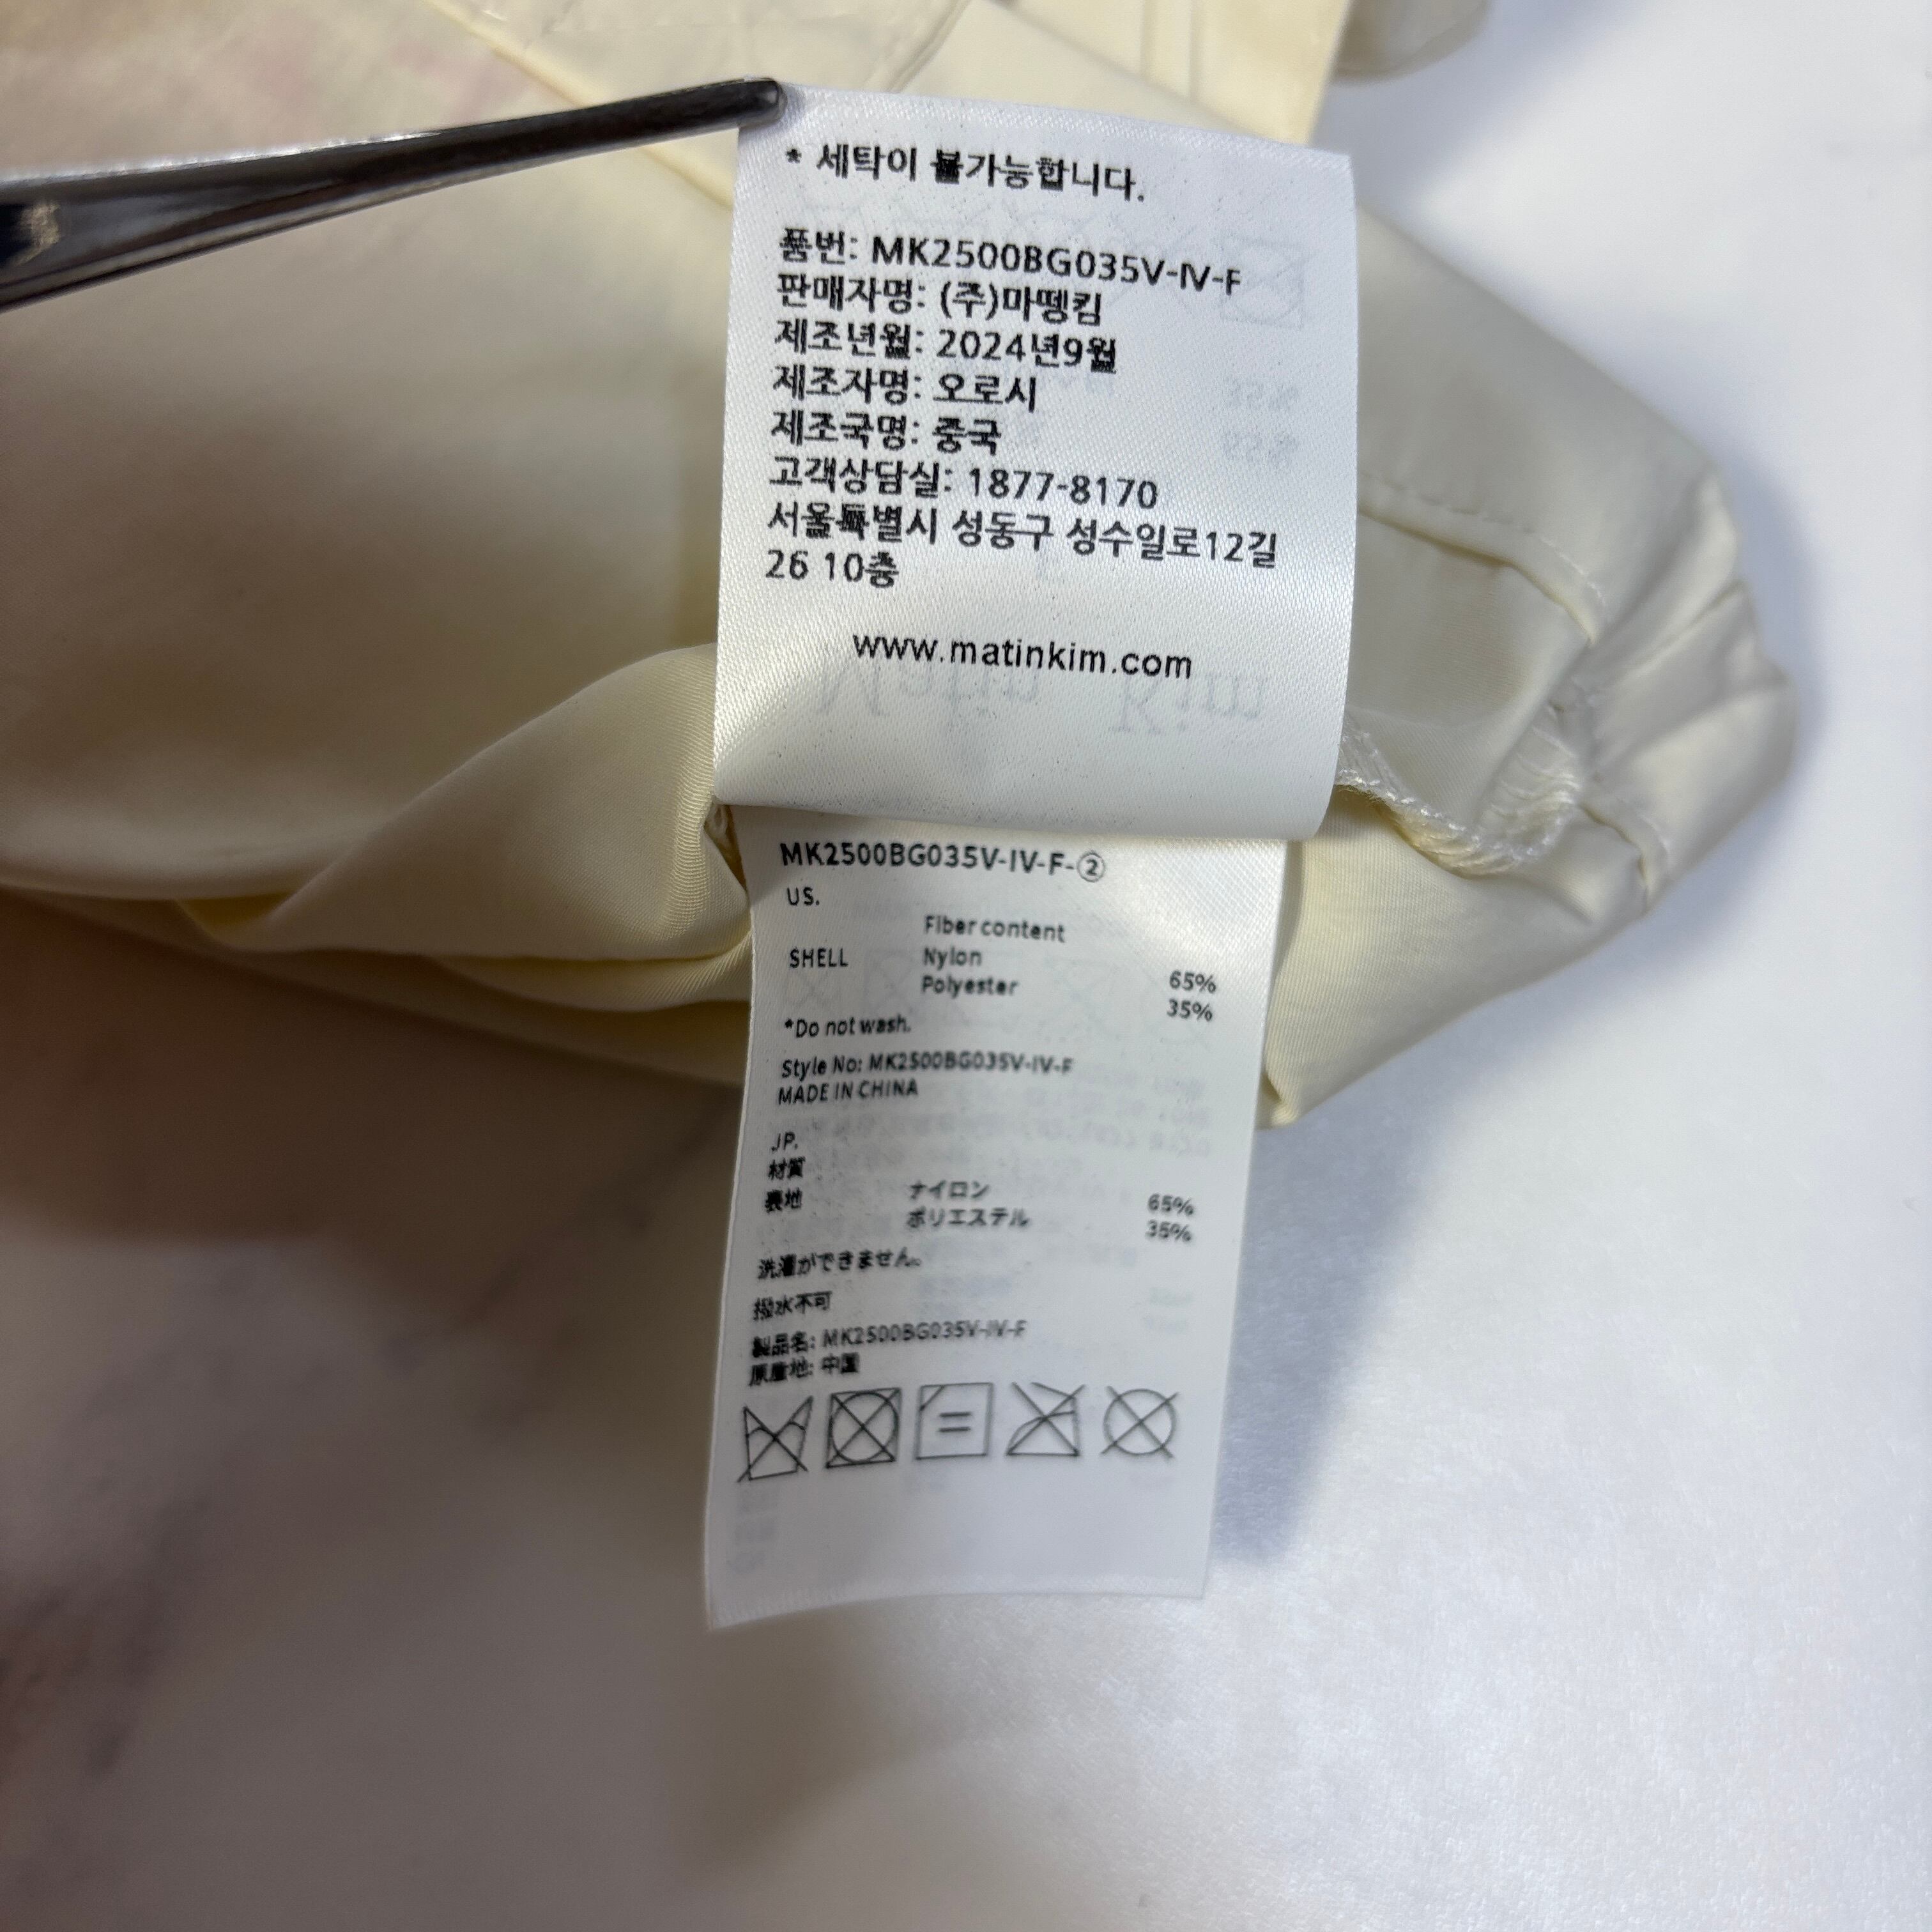 * 세탁이 불가능합니다.
품번: MK2500BG035V-IV-F
판매자명: (주)마뗑킴
제조년월: 2024년9월
제조자명: 오로시
제조국명: 중국
고객상담실: 1877-8170
서울특별시 성동구 성수일로12길
26 10층
www.matinkim.com
MK2500BG035V-IV-F-②
US.
Fiber content
SHELL Nylon 65%
Polyester 35%
*Do not wash.
Style No: MK2500BG035V-IV-F
MADE IN CHINA
JP.
材質
表地 ナイロン 65%
ポリエステル 35%
洗濯ができません。
撥水不可
製品名: MK2500BG035V-IV-F
原産地: 中国